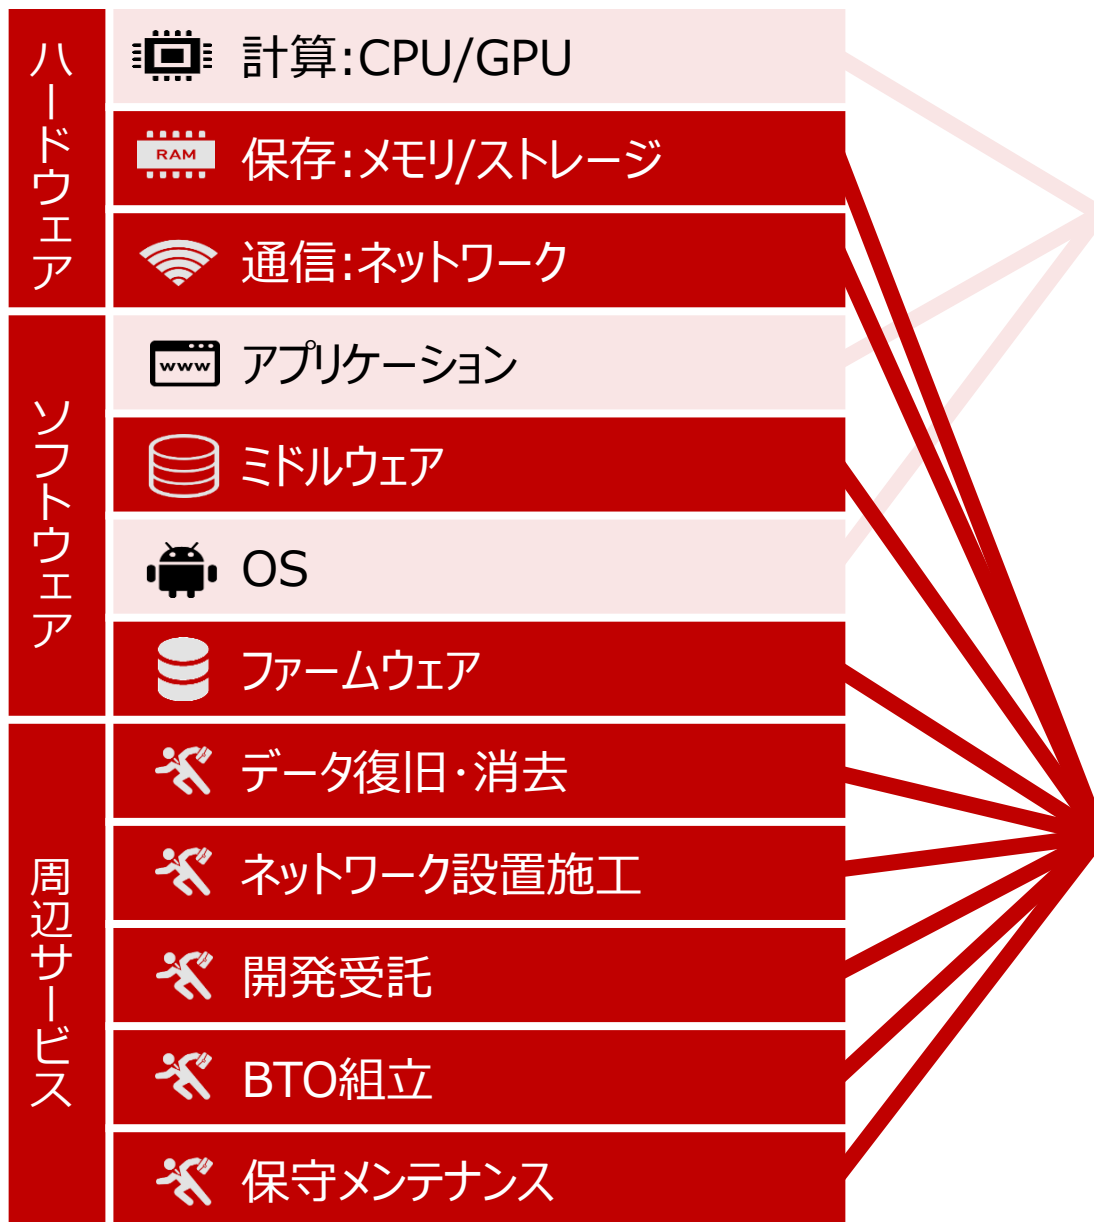 ハードウェア
計算:CPU/GPU
RAM
保存:メモリ/ストレージ
通信:ネットワーク
ソフトウェア
www
アプリケーション
ミドルウェア
OS
ファームウェア
周辺サービス
データ復旧・消去
ネットワーク設置施工
開発受託
BTO組立
保守メンテナンス